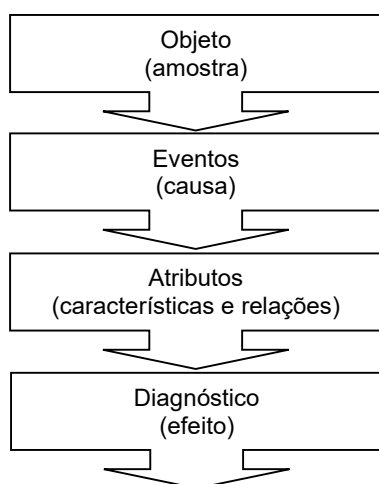 Objeto
(amostra)
Eventos
(causa)
Atributos
(características e relações)
Diagnóstico
(efeito)